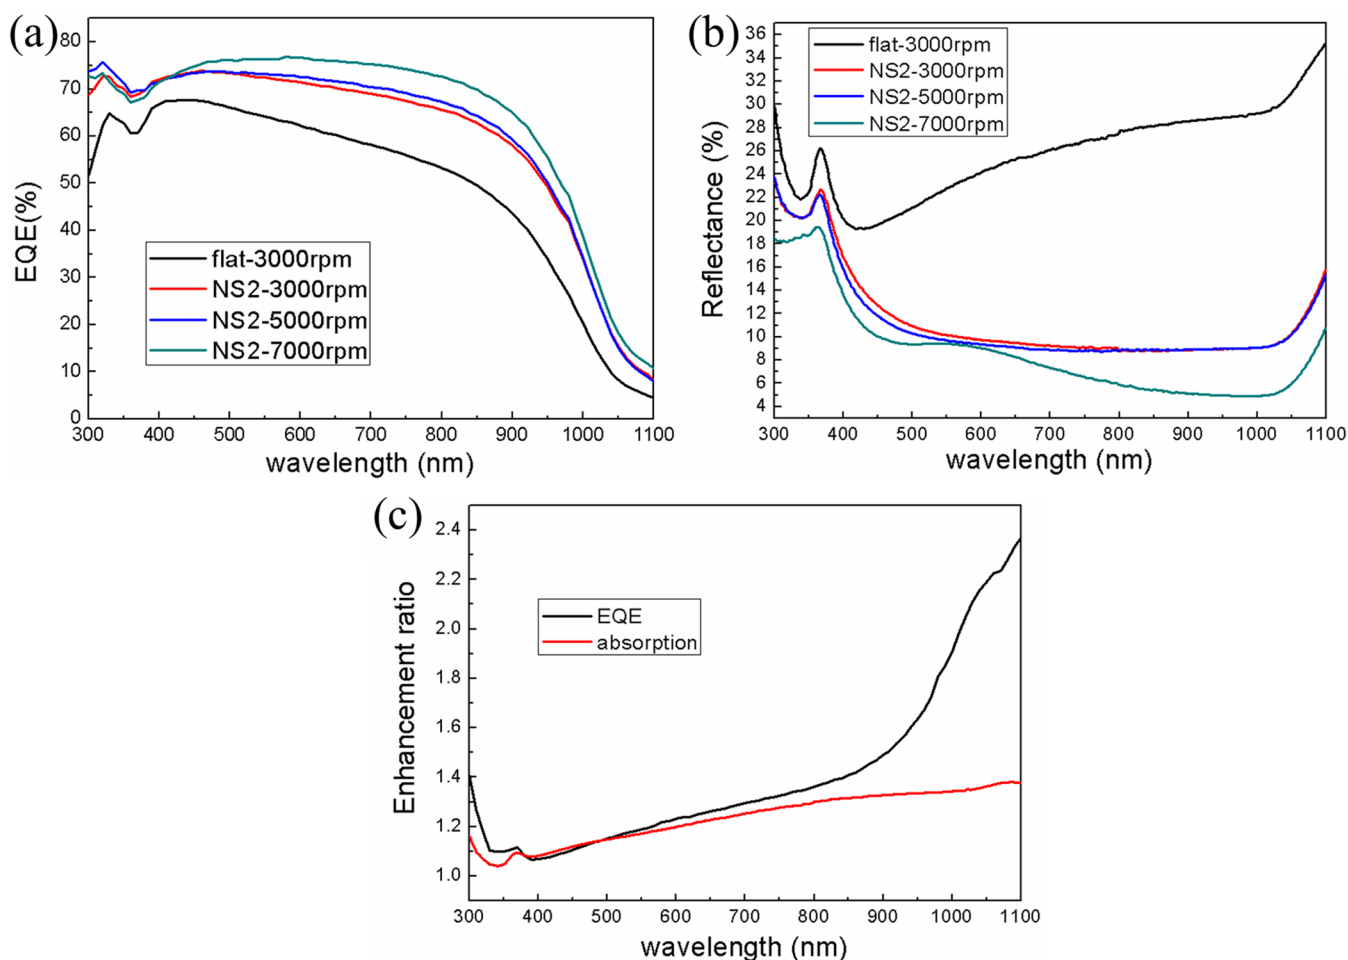 (a)
80
70
60
50
40
30
20
10
0
EQE(%)
flat-3000rpm
NS2-3000rpm
NS2-5000rpm
NS2-7000rpm
300 400 500 600 700 800 900 1000 1100
wavelength (nm)
(b)
36
34
32
30
28
26
24
22
20
18
16
14
12
10
8
6
4
Reflectance (%)
flat-3000rpm
NS2-3000rpm
NS2-5000rpm
NS2-7000rpm
300 400 500 600 700 800 900 1000 1100
wavelength (nm)
(c)
2.4
2.2
2.0
1.8
1.6
1.4
1.2
1.0
Enhancement ratio
EQE
absorption
300 400 500 600 700 800 900 1000 1100
wavelength (nm)